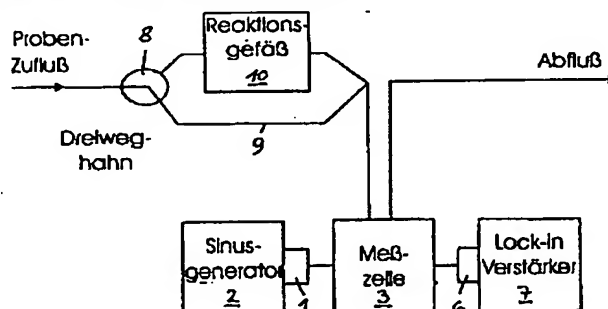 Proben-
Zufluß
8
Reaktions-
gefäß
10
Abfluß
Dreiweg-
hahn
9
Sinus-
generator
2
1
Meß-
zelle
3
6
Lock-in
Verstärker
7